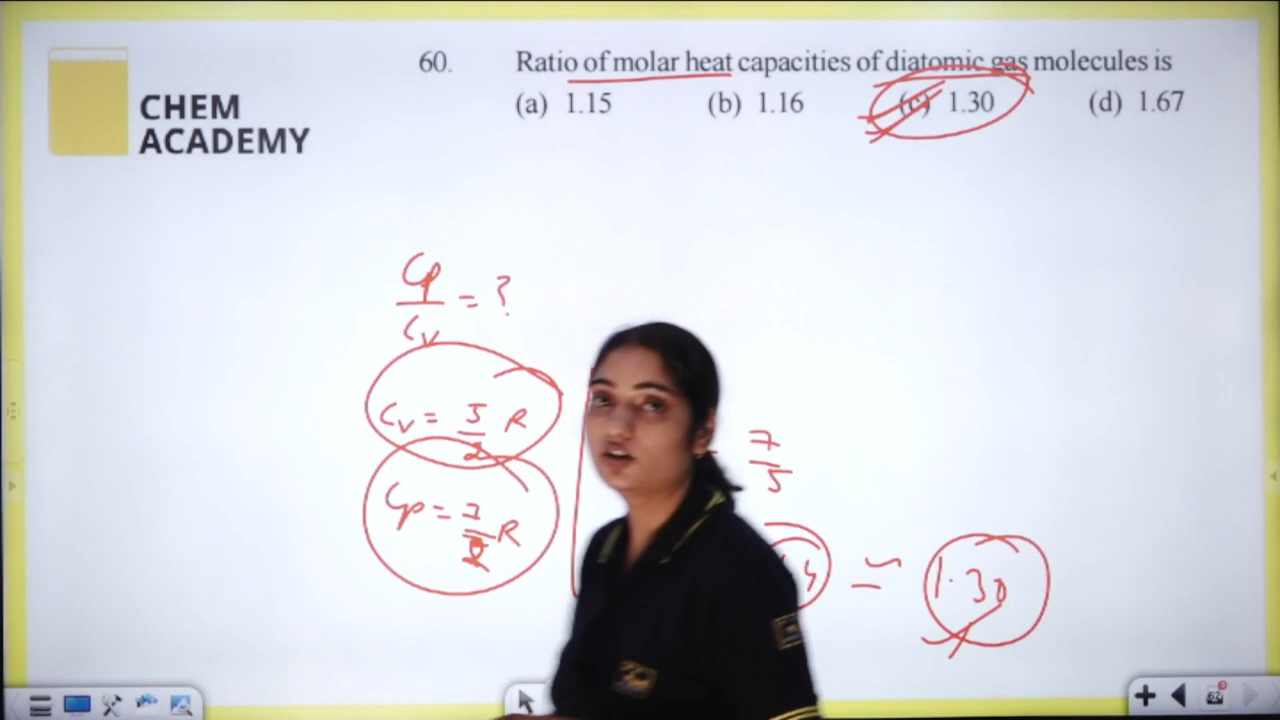 CHEM
ACADEMY
60. Ratio of molar heat capacities of diatomic gas molecules is
(a) 1.15 (b) 1.16 (c) 1.30 (d) 1.67
Cp/Cv = ?
Cv = 5/2 R
Cp = 7/2 R
7/5
≃ 1.30